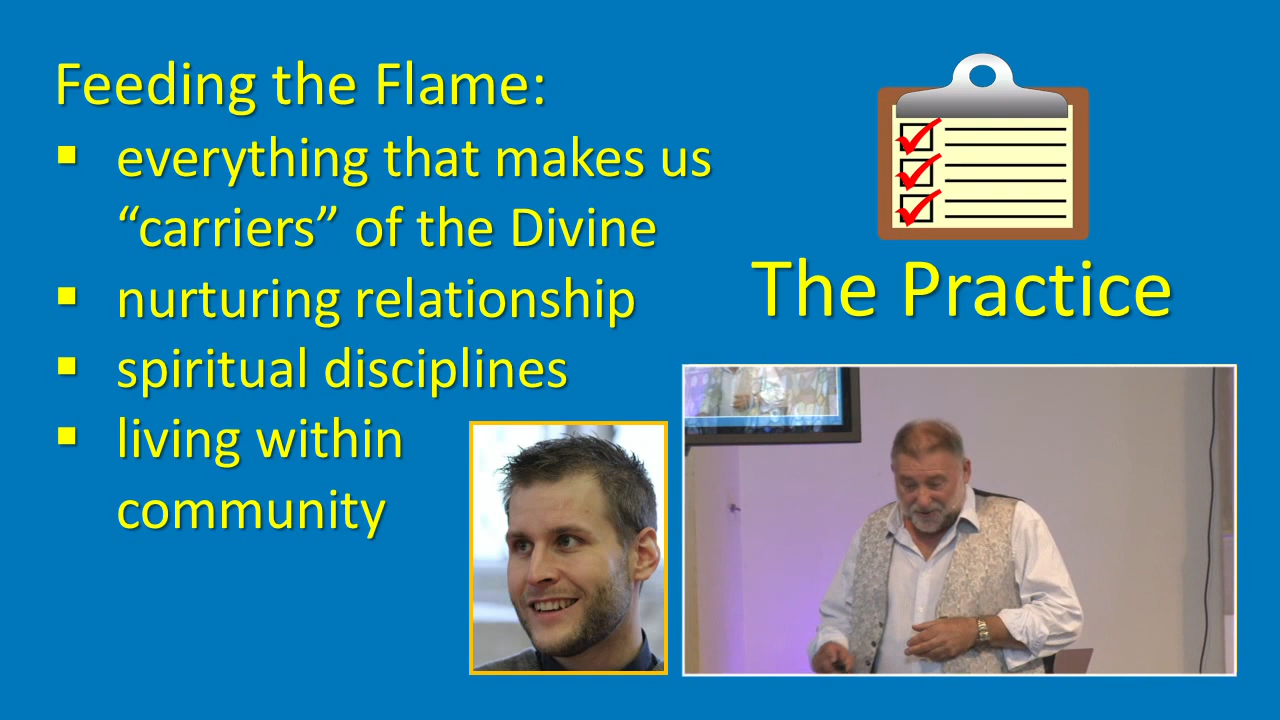 Feeding the Flame:
▪ everything that makes us
“carriers” of the Divine
▪ nurturing relationship
▪ spiritual disciplines
▪ living within
community
The Practice